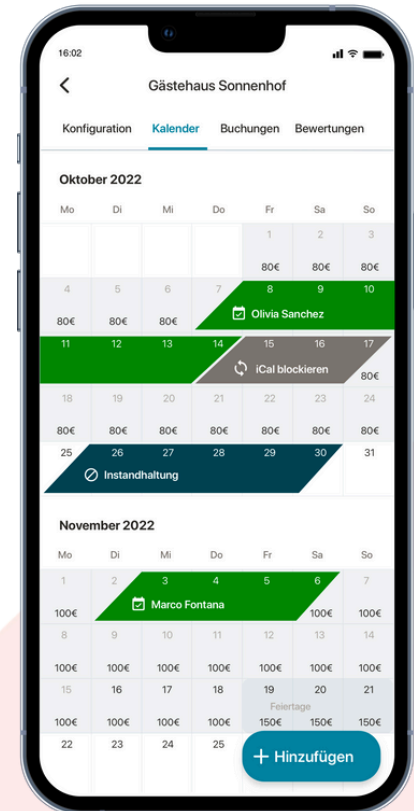 16:02
Gästehaus Sonnenhof
Konfiguration Kalender Buchungen Bewertungen
Oktober 2022
Mo Di Mi Do Fr Sa So
1 2 3
80€ 80€ 80€
4 5 6 7 8 9 10
80€ 80€ 80€ Olivia Sanchez
11 12 13 14 15 16 17
iCal blockieren 80€
18 19 20 21 22 23 24
80€ 80€ 80€ 80€ 80€ 80€ 80€
25 26 27 28 29 30 31
Instandhaltung
November 2022
Mo Di Mi Do Fr Sa So
1 2 3 4 5 6 7
100€ Marco Fontana 100€ 100€
8 9 10 11 12 13 14
100€ 100€ 100€ 100€ 100€ 100€ 100€
15 16 17 18 19 20 21
Feiertage
100€ 100€ 100€ 100€ 150€ 150€ 150€
22 23 24 25
+ Hinzufügen